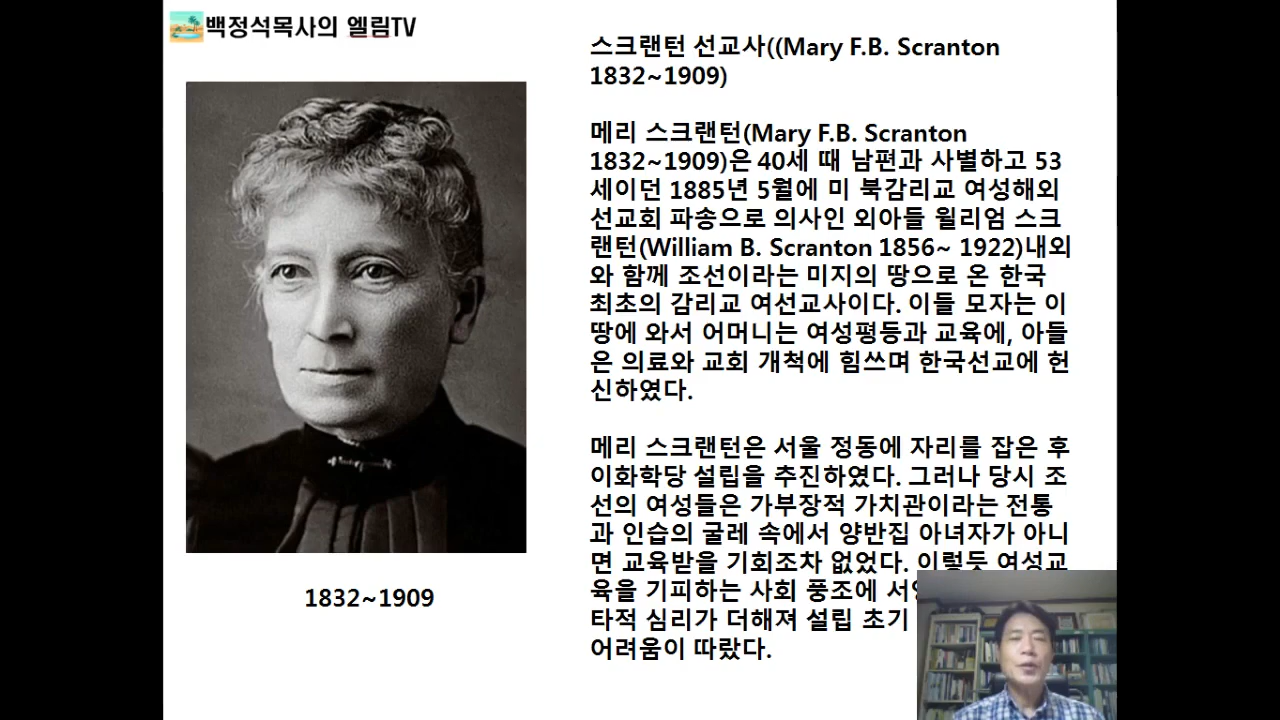 백정석목사의 엘림TV
스크랜턴 선교사((Mary F.B. Scranton
1832~1909)
메리 스크랜턴(Mary F.B. Scranton
1832~1909)은 40세 때 남편과 사별하고 53
세이던 1885년 5월에 미 북감리교 여성해외
선교회 파송으로 의사인 외아들 윌리엄 스크
랜턴(William B. Scranton 1856~ 1922)내외
와 함께 조선이라는 미지의 땅으로 온 한국
최초의 감리교 여선교사이다. 이들 모자는 이
땅에 와서 어머니는 여성평등과 교육에, 아들
은 의료와 교회 개척에 힘쓰며 한국선교에 헌
신하였다.
메리 스크랜턴은 서울 정동에 자리를 잡은 후
이화학당 설립을 추진하였다. 그러나 당시 조
선의 여성들은 가부장적 가치관이라는 전통
과 인습의 굴레 속에서 양반집 아녀자가 아니
면 교육받을 기회조차 없었다. 이렇듯 여성교
육을 기피하는 사회 풍조에
타적 심리가 더해져 설립 초기
어려움이 따랐다.
1832~1909